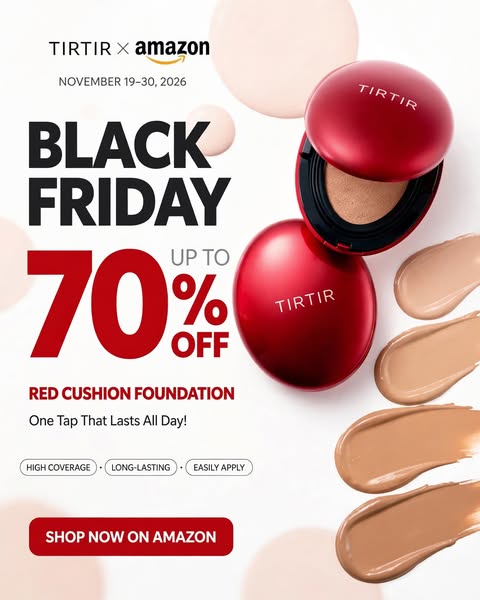 TIRTIR × amazon
NOVEMBER 19–30, 2026
BLACK
FRIDAY
UP TO
70%
OFF
RED CUSHION FOUNDATION
One Tap That Lasts All Day!
HIGH COVERAGE • LONG-LASTING • EASILY APPLY
SHOP NOW ON AMAZON
TIRTIR
TIRTIR